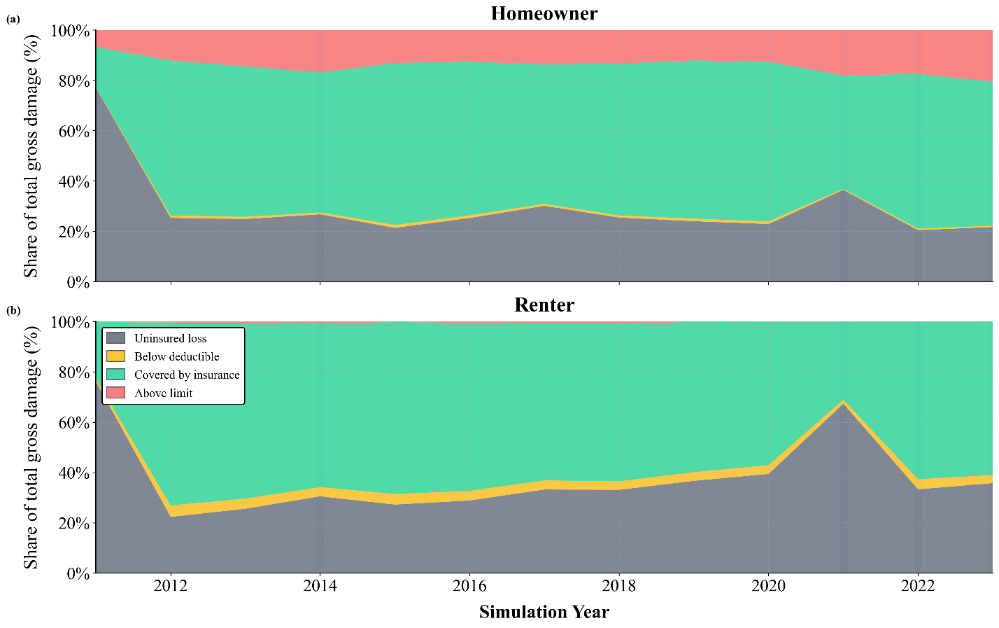 (a)
Homeowner
Share of total gross damage (%)
100%
80%
60%
40%
20%
0%
(b)
Renter
Share of total gross damage (%)
100%
80%
60%
40%
20%
0%
Uninsured loss
Below deductible
Covered by insurance
Above limit
2012 2014 2016 2018 2020 2022
Simulation Year